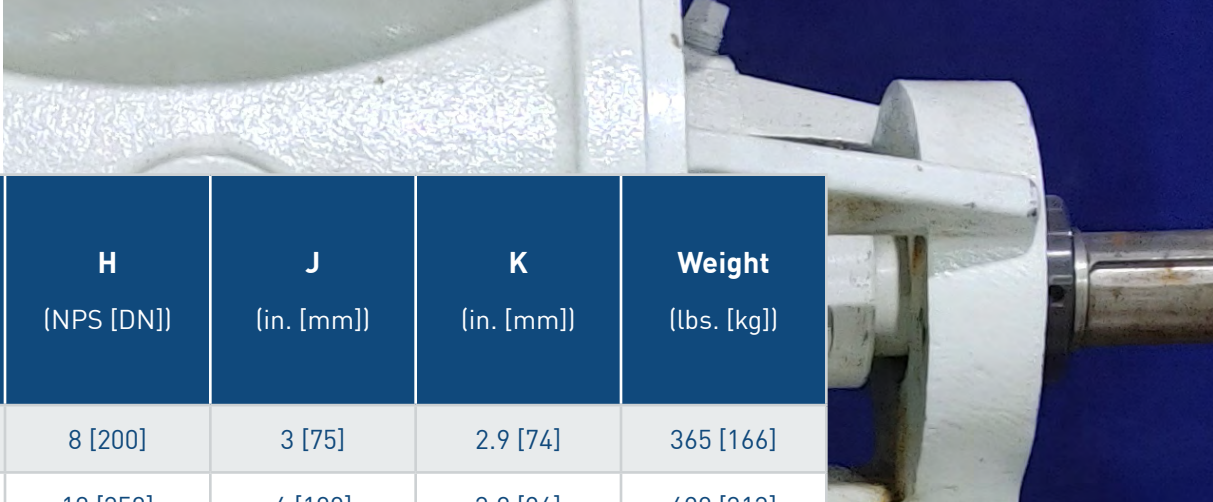 H J K Weight
(NPS [DN]) (in. [mm]) (in. [mm]) (lbs. [kg])
8 [200] 3 [75] 2.9 [74] 365 [166]